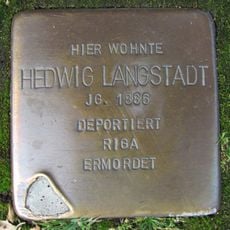 HIER WOHNTE
HEDWIG LANGSTADT
JG. 1886
DEPORTIERT
RIGA
ERMORDET